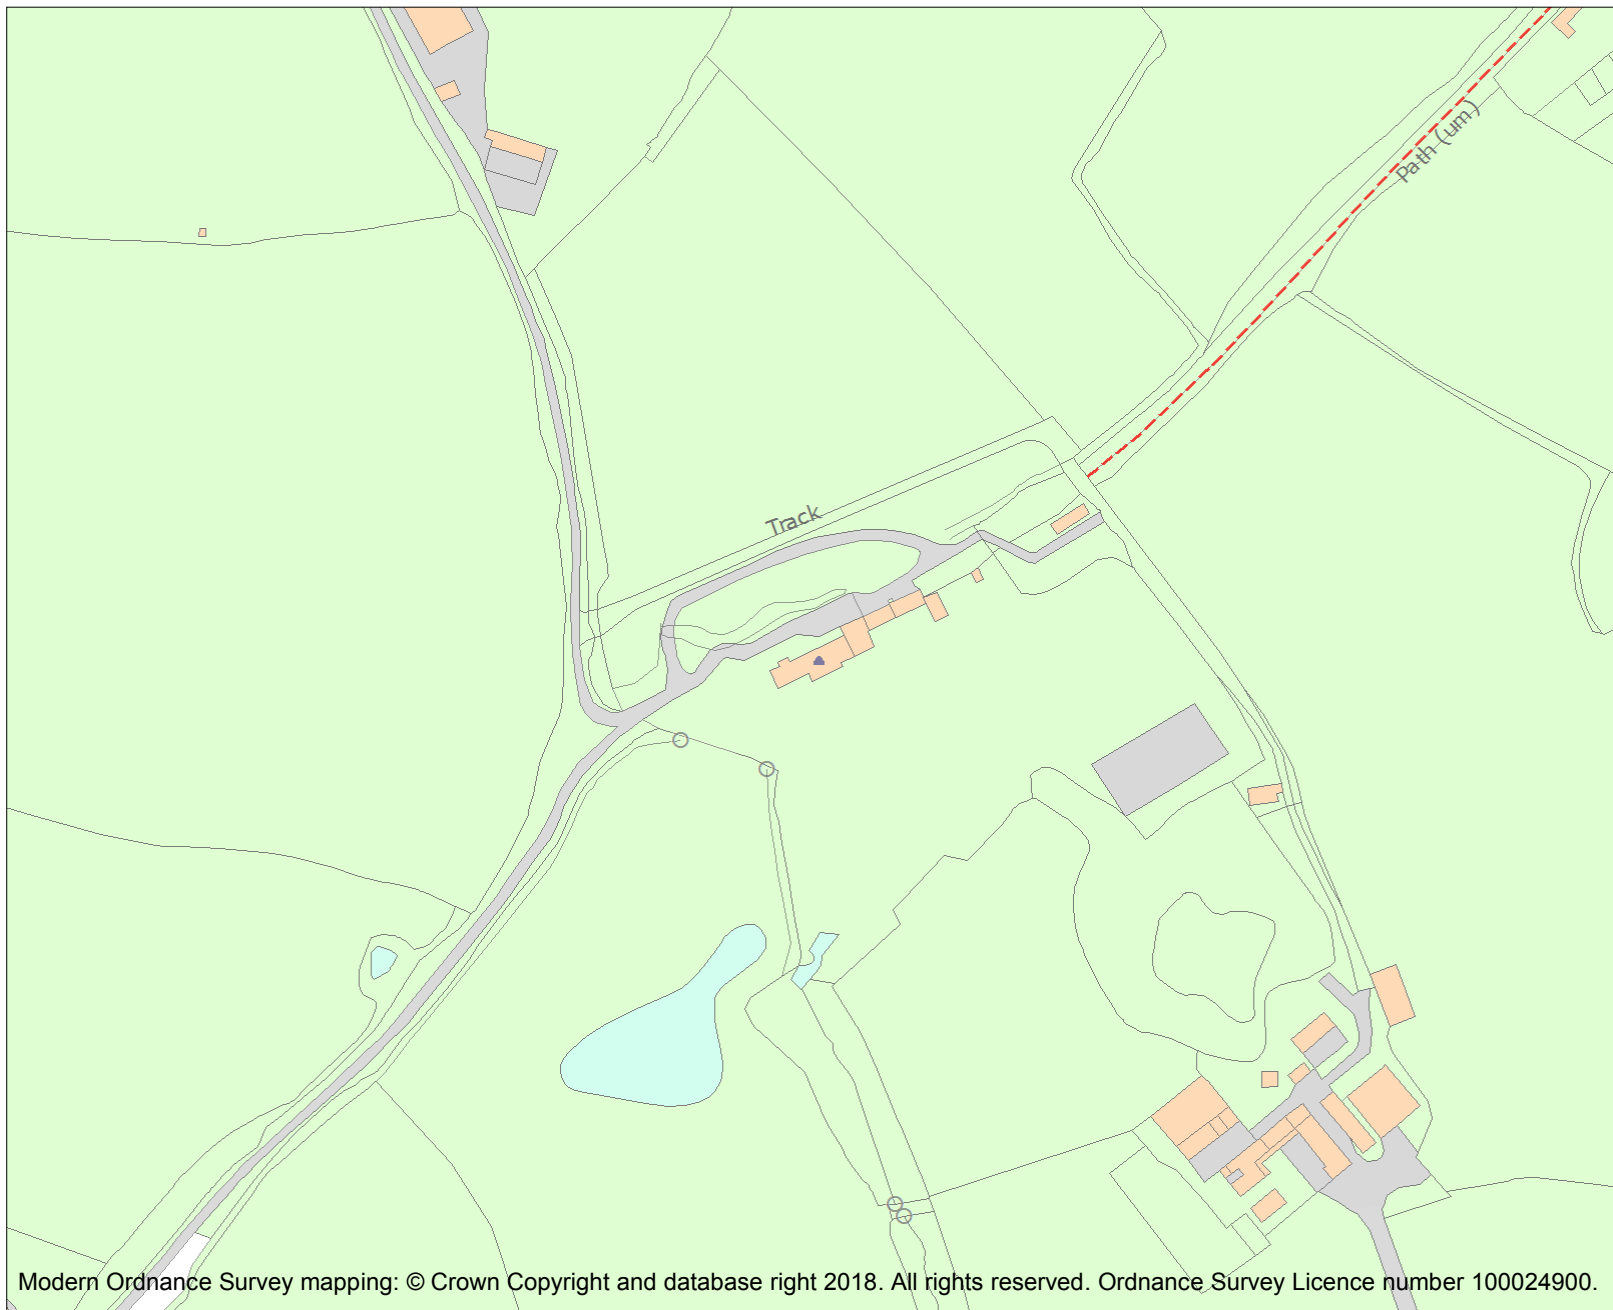 Path (um)
Track
Modern Ordnance Survey mapping: © Crown Copyright and database right 2018. All rights reserved. Ordnance Survey Licence number 100024900.